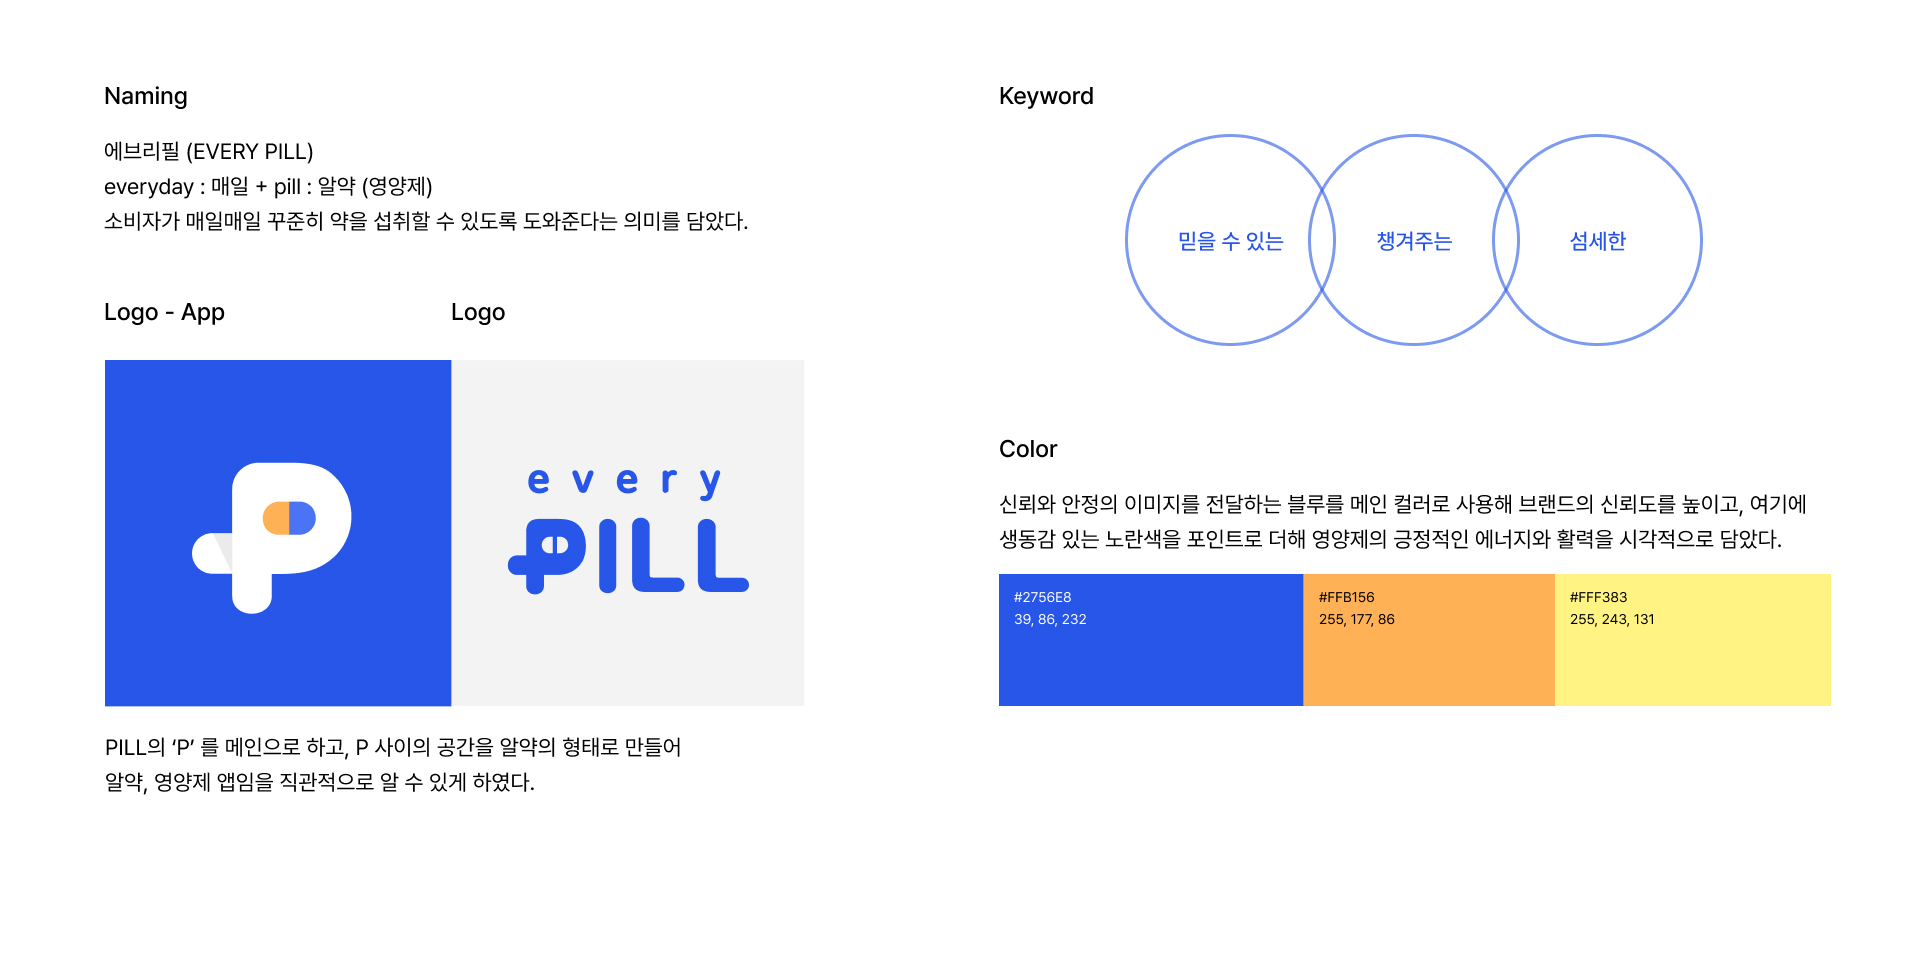 Naming
에브리필 (EVERY PILL)
everyday : 매일 + pill : 알약 (영양제)
소비자가 매일매일 꾸준히 약을 섭취할 수 있도록 도와준다는 의미를 담았다.
Logo - App
Logo
every
PILL
PILL의 ‘P’ 를 메인으로 하고, P 사이의 공간을 알약의 형태로 만들어
알약, 영양제 앱임을 직관적으로 알 수 있게 하였다.
Keyword
믿을 수 있는
챙겨주는
섬세한
Color
신뢰와 안정의 이미지를 전달하는 블루를 메인 컬러로 사용해 브랜드의 신뢰도를 높이고, 여기에
생동감 있는 노란색을 포인트로 더해 영양제의 긍정적인 에너지와 활력을 시각적으로 담았다.
#2756E8
39, 86, 232
#FFB156
255, 177, 86
#FFF383
255, 243, 131